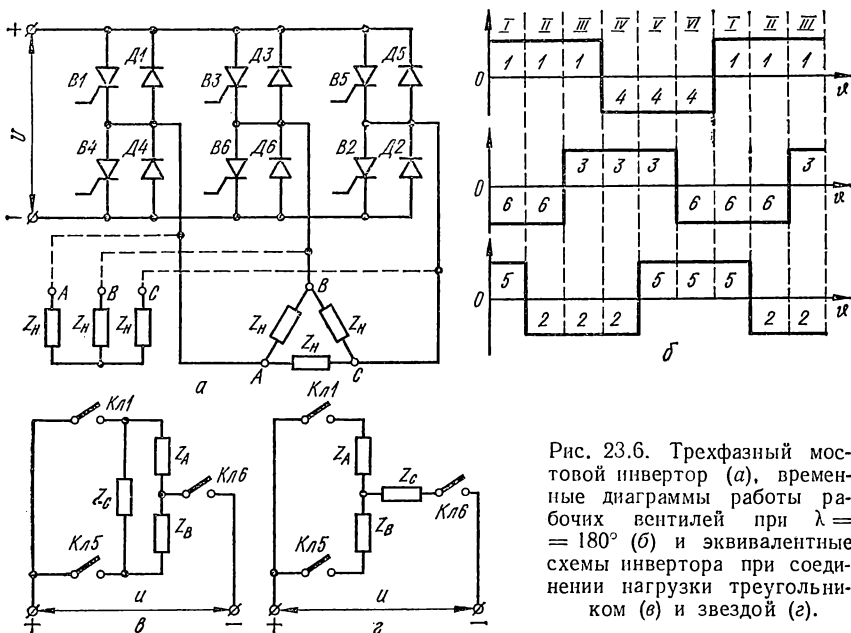 +
В1
Д1
В3
Д3
В5
Д5
U
В4
Д4
В6
Д6
В2
Д2
−
A
B
C
Zн
Zн
Zн
B
Zн
Zн
Zн
A
C
а
I II III IV V VI I II III
0
1 1 1
4 4 4
1 1 1
ϑ
0
6 6
3 3 3
6 6 6
3
ϑ
0
5
2 2 2
5 5 5
2 2
ϑ
б
Кл1
ZA
Zc
Кл6
ZB
Кл5
u
+ −
в
Кл1
ZA
Zc
Кл6
ZB
Кл5
u
+ −
г
Рис. 23.6. Трехфазный мос-
товой инвертор (а), времен-
ные диаграммы работы ра-
бочих вентилей при λ =
= 180° (б) и эквивалентные
схемы инвертора при соеди-
нении нагрузки треугольни-
ком (в) и звездой (г).